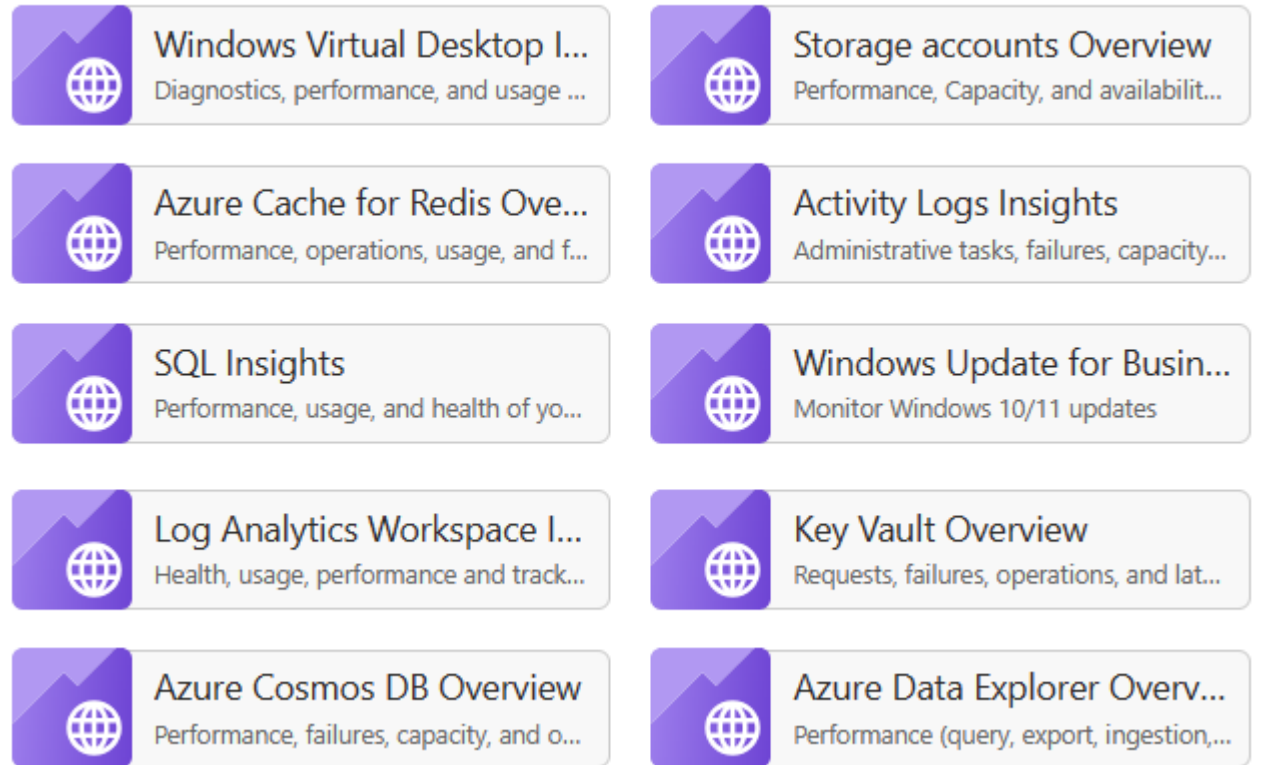 Windows Virtual Desktop I...
Diagnostics, performance, and usage ...
Storage accounts Overview
Performance, Capacity, and availabilit...
Azure Cache for Redis Ove...
Performance, operations, usage, and f...
Activity Logs Insights
Administrative tasks, failures, capacity...
SQL Insights
Performance, usage, and health of yo...
Windows Update for Busin...
Monitor Windows 10/11 updates
Log Analytics Workspace I...
Health, usage, performance and track...
Key Vault Overview
Requests, failures, operations, and lat...
Azure Cosmos DB Overview
Performance, failures, capacity, and o...
Azure Data Explorer Overv...
Performance (query, export, ingestion,...